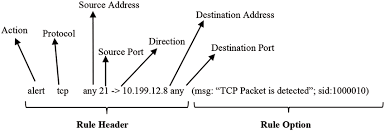 Source Address
Destination Address
Action
Protocol
Source Port
Direction
Destination Port
alert tcp any 21 -> 10.199.12.8 any (msg: “TCP Packet is detected”; sid:1000010)
Rule Header
Rule Option